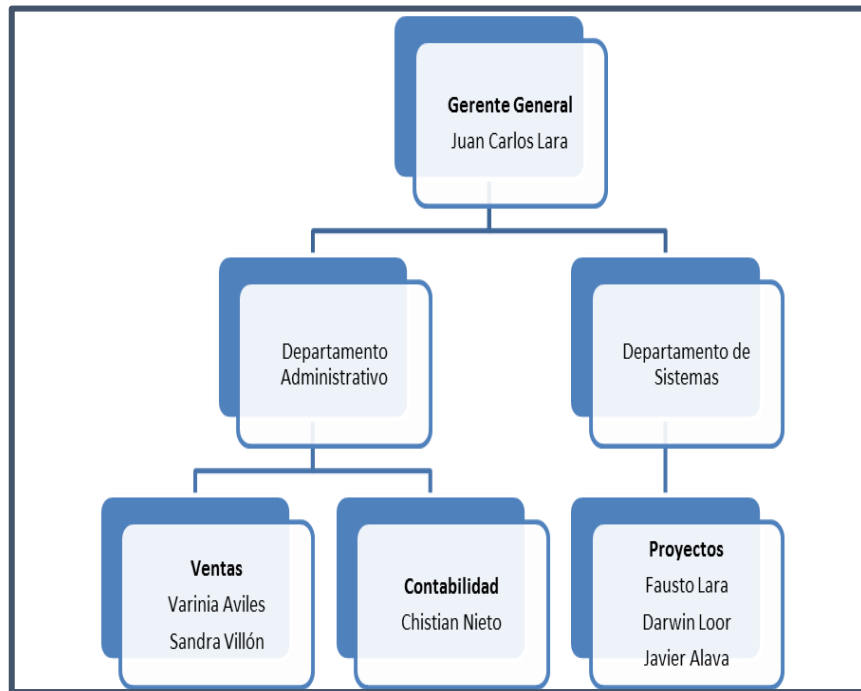 Gerente General
Juan Carlos Lara
Departamento
Administrativo
Departamento de
Sistemas
Ventas
Varinia Aviles
Sandra Villón
Contabilidad
Chistian Nieto
Proyectos
Fausto Lara
Darwin Loor
Javier Alava